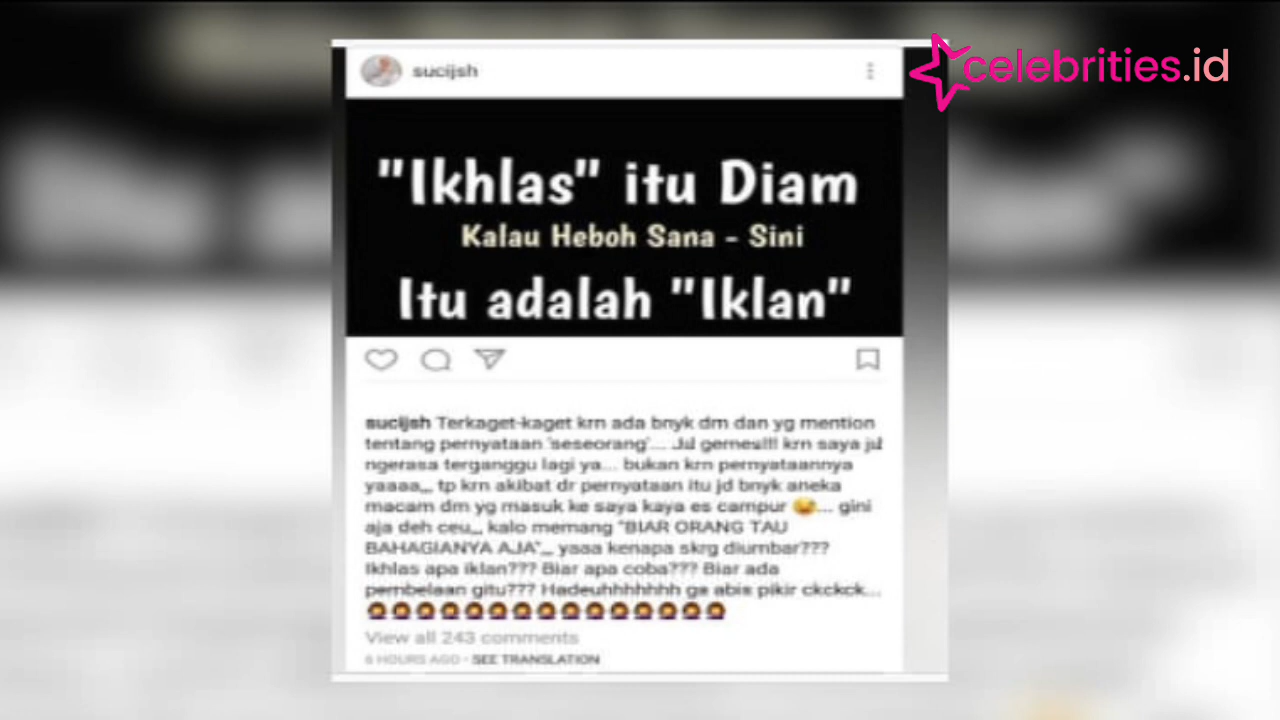 celebrities.id
sucijsh
"Ikhlas" itu Diam
Kalau Heboh Sana - Sini
Itu adalah "Iklan"
sucijsh Terkaget-kaget krn ada bnyk dm dan yg mention
tentang pernyataan 'seseorang'... Jd gemes!!! krn saya jd
ngerasa terganggu lagi ya... bukan krn pernyataannya
yaaaa,,, tp krn akibat dr pernyataan itu jd bnyk aneka
macam dm yg masuk ke saya kaya es campur 😅... gini
aja deh ceu,,, kalo memang "BIAR ORANG TAU
BAHAGIANYA AJA",,, yaaa kenapa skrg diumbar???
Ikhlas apa iklan??? Biar apa coba??? Biar ada
pembelaan gitu??? Hadeuhhhhhhh ga abis pikir ckckck...
🤦‍♀️🤦‍♀️🤦‍♀️🤦‍♀️🤦‍♀️🤦‍♀️🤦‍♀️🤦‍♀️🤦‍♀️🤦‍♀️🤦‍♀️🤦‍♀️🤦‍♀️🤦‍♀️🤦‍♀️
View all 243 comments
6 HOURS AGO • SEE TRANSLATION